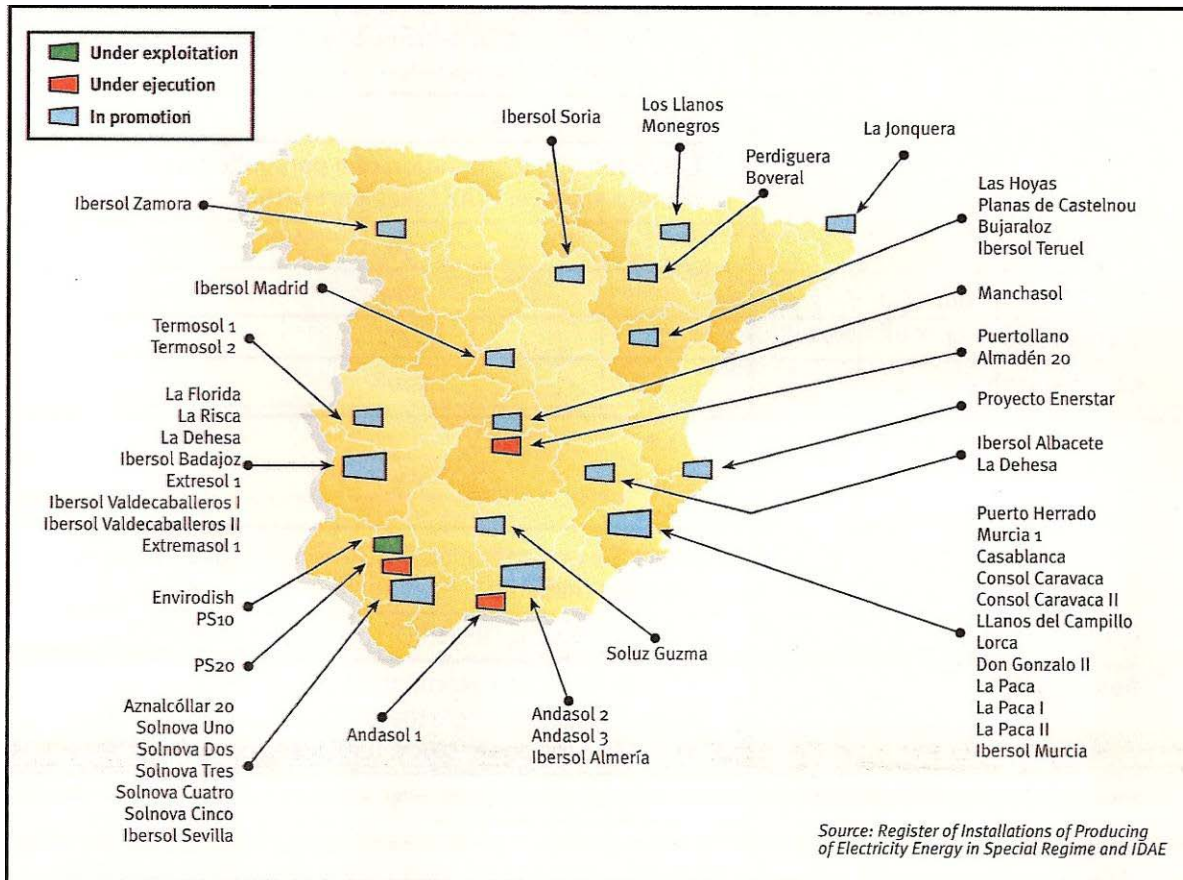 Under exploitation
Under ejecution
In promotion
Ibersol Soria
Los Llanos
Monegros
La Jonquera
Perdiguera
Boveral
Ibersol Zamora
Las Hoyas
Planas de Castelnou
Bujaraloz
Ibersol Teruel
Ibersol Madrid
Manchasol
Termosol 1
Termosol 2
Puertollano
Almadén 20
La Florida
La Risca
La Dehesa
Ibersol Badajoz
Extresol 1
Ibersol Valdecaballeros I
Ibersol Valdecaballeros II
Extremasol 1
Proyecto Enerstar
Ibersol Albacete
La Dehesa
Puerto Herrado
Murcia 1
Casablanca
Consol Caravaca
Consol Caravaca II
LLanos del Campillo
Lorca
Don Gonzalo II
La Paca
La Paca I
La Paca II
Ibersol Murcia
Envirodish
PS10
PS20
Soluz Guzma
Aznalcóllar 20
Solnova Uno
Solnova Dos
Solnova Tres
Solnova Cuatro
Solnova Cinco
Ibersol Sevilla
Andasol 1
Andasol 2
Andasol 3
Ibersol Almería
Source: Register of Installations of Producing
of Electricity Energy in Special Regime and IDAE